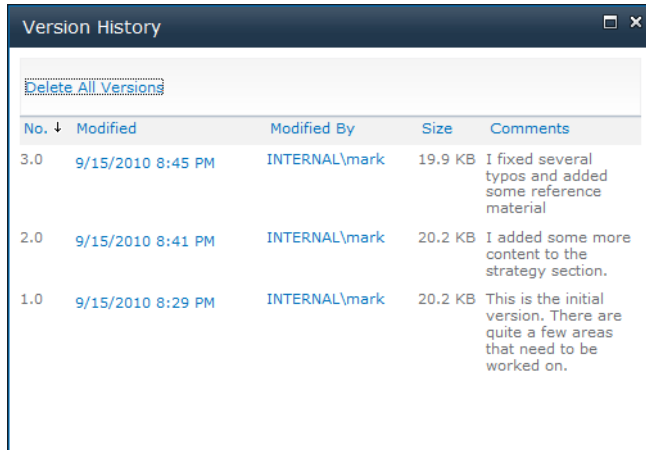 Version History
Delete All Versions
No. ↓ Modified Modified By Size Comments
3.0 9/15/2010 8:45 PM INTERNAL\mark 19.9 KB I fixed several
typos and added
some reference
material
2.0 9/15/2010 8:41 PM INTERNAL\mark 20.2 KB I added some more
content to the
strategy section.
1.0 9/15/2010 8:29 PM INTERNAL\mark 20.2 KB This is the initial
version. There are
quite a few areas
that need to be
worked on.